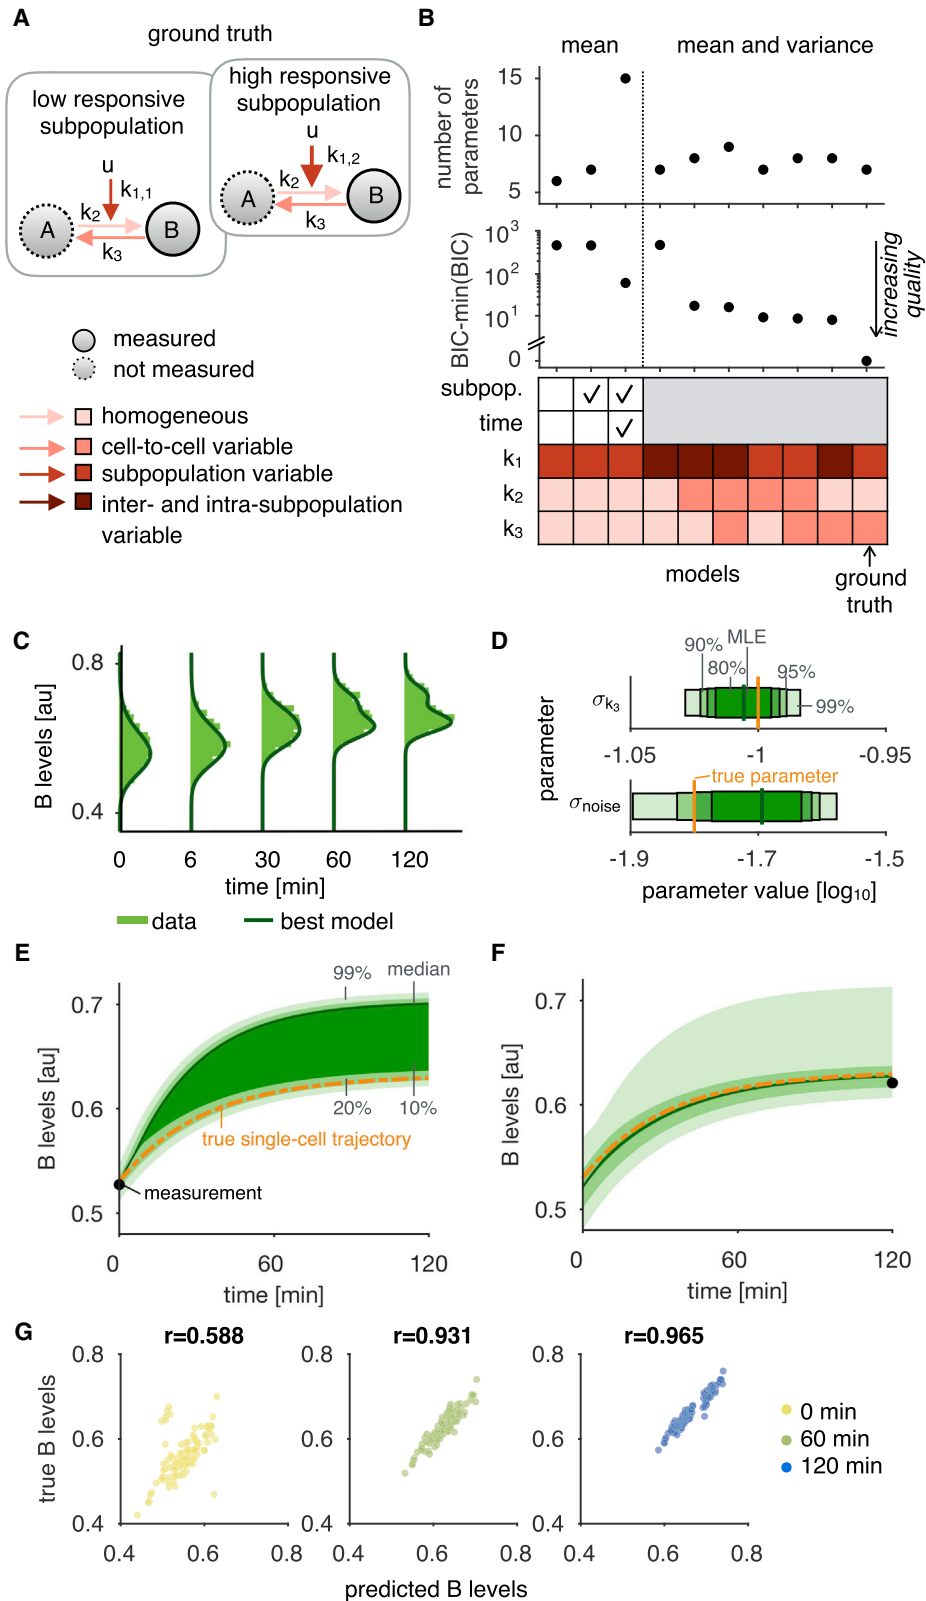 A
ground truth
low responsive
subpopulation
high responsive
subpopulation
u
k1,1
k2
A
B
k3
u
k1,2
k2
A
B
k3
measured
not measured
homogeneous
cell-to-cell variable
subpopulation variable
inter- and intra-subpopulation
variable
B
mean
mean and variance
number of
parameters
15
10
5
BIC-min(BIC)
10³
10²
10¹
0
increasing
quality
subpop.
time
k1
k2
k3
models
ground
truth
C
B levels [au]
0.8
0.4
0
6
30
60
120
time [min]
data
best model
D
parameter
MLE
90%
80%
95%
99%
σk3
-1.05
-1
-0.95
true parameter
σnoise
-1.9
-1.7
-1.5
parameter value [log10]
E
B levels [au]
99%
median
0.7
0.6
0.5
20%
10%
true single-cell trajectory
measurement
0
60
120
time [min]
F
B levels [au]
0.7
0.6
0.5
0
60
120
time [min]
G
r=0.588
r=0.931
r=0.965
true B levels
0.8
0.6
0.4
0.8
0.6
0.4
0.8
0.6
0.4
0.4
0.6
0.8
0.4
0.6
0.8
0.4
0.6
0.8
predicted B levels
0 min
60 min
120 min